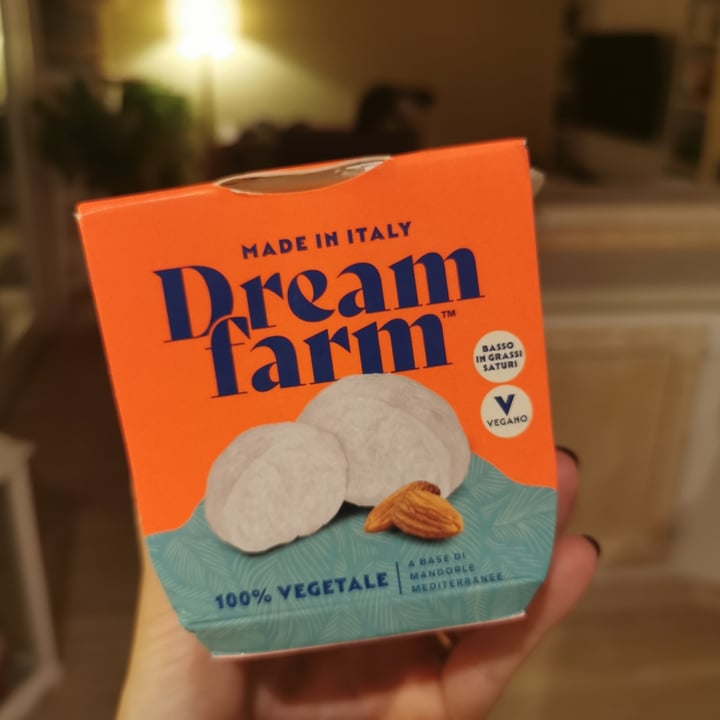 MADE IN ITALY
Dream
farm™
BASSO
IN GRASSI
SATURI
V
VEGANO
100% VEGETALE
A BASE DI
MANDORLE
MEDITERRANEE